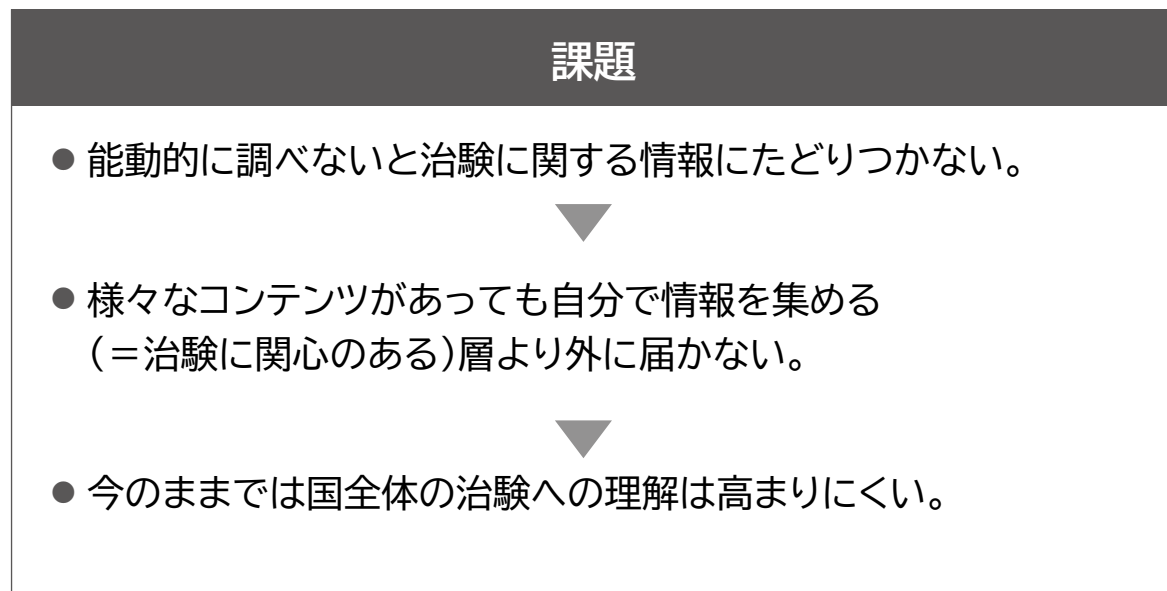 課題
● 能動的に調べないと治験に関する情報にたどりつかない。
● 様々なコンテンツがあっても自分で情報を集める
（＝治験に関心のある）層より外に届かない。
● 今のままでは国全体の治験への理解は高まりにくい。